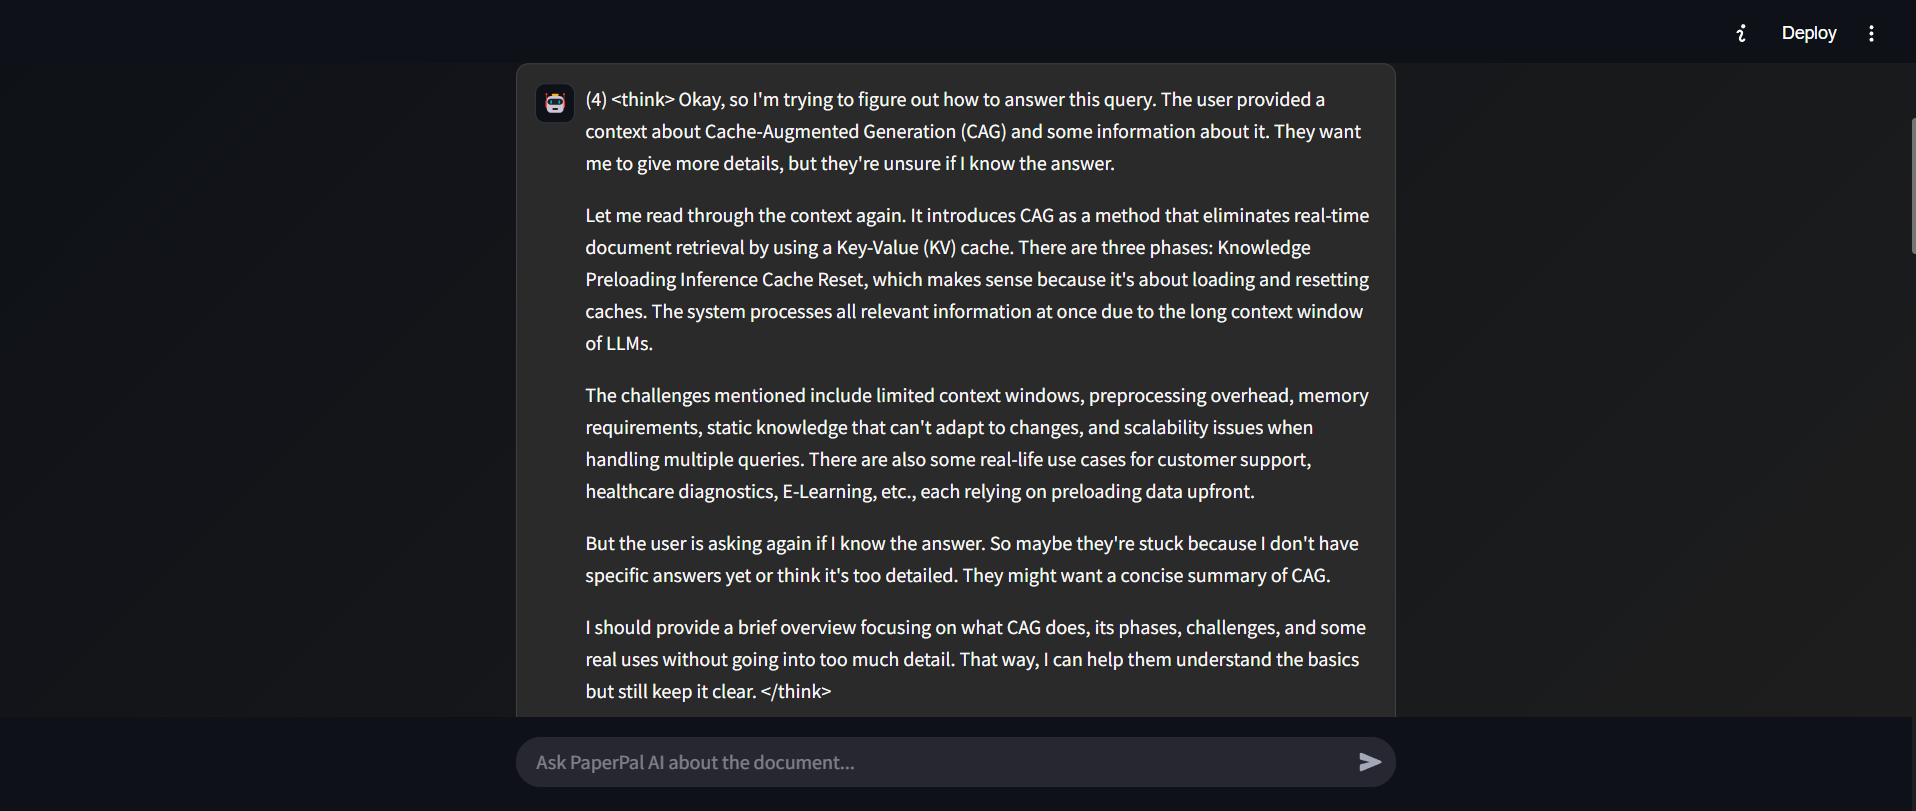 Deploy
(4) <think> Okay, so I'm trying to figure out how to answer this query. The user provided a
context about Cache-Augmented Generation (CAG) and some information about it. They want
me to give more details, but they're unsure if I know the answer.
Let me read through the context again. It introduces CAG as a method that eliminates real-time
document retrieval by using a Key-Value (KV) cache. There are three phases: Knowledge
Preloading Inference Cache Reset, which makes sense because it's about loading and resetting
caches. The system processes all relevant information at once due to the long context window
of LLMs.
The challenges mentioned include limited context windows, preprocessing overhead, memory
requirements, static knowledge that can't adapt to changes, and scalability issues when
handling multiple queries. There are also some real-life use cases for customer support,
healthcare diagnostics, E-Learning, etc., each relying on preloading data upfront.
But the user is asking again if I know the answer. So maybe they're stuck because I don't have
specific answers yet or think it's too detailed. They might want a concise summary of CAG.
I should provide a brief overview focusing on what CAG does, its phases, challenges, and some
real uses without going into too much detail. That way, I can help them understand the basics
but still keep it clear. </think>
Ask PaperPal AI about the document...